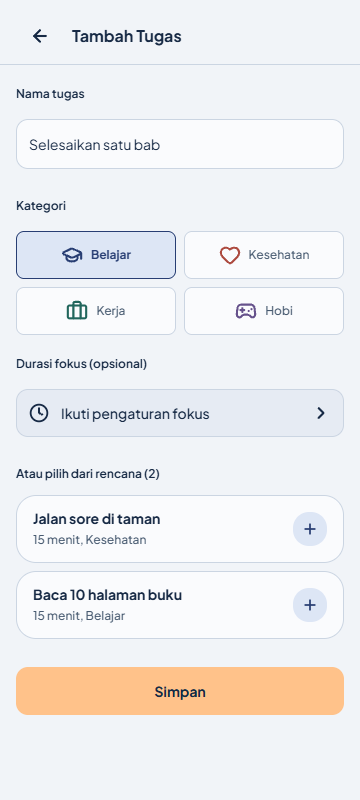 Tambah Tugas
Nama tugas
Selesaikan satu bab
Kategori
Belajar
Kesehatan
Kerja
Hobi
Durasi fokus (opsional)
Ikuti pengaturan fokus
Atau pilih dari rencana (2)
Jalan sore di taman
15 menit, Kesehatan
Baca 10 halaman buku
15 menit, Belajar
Simpan